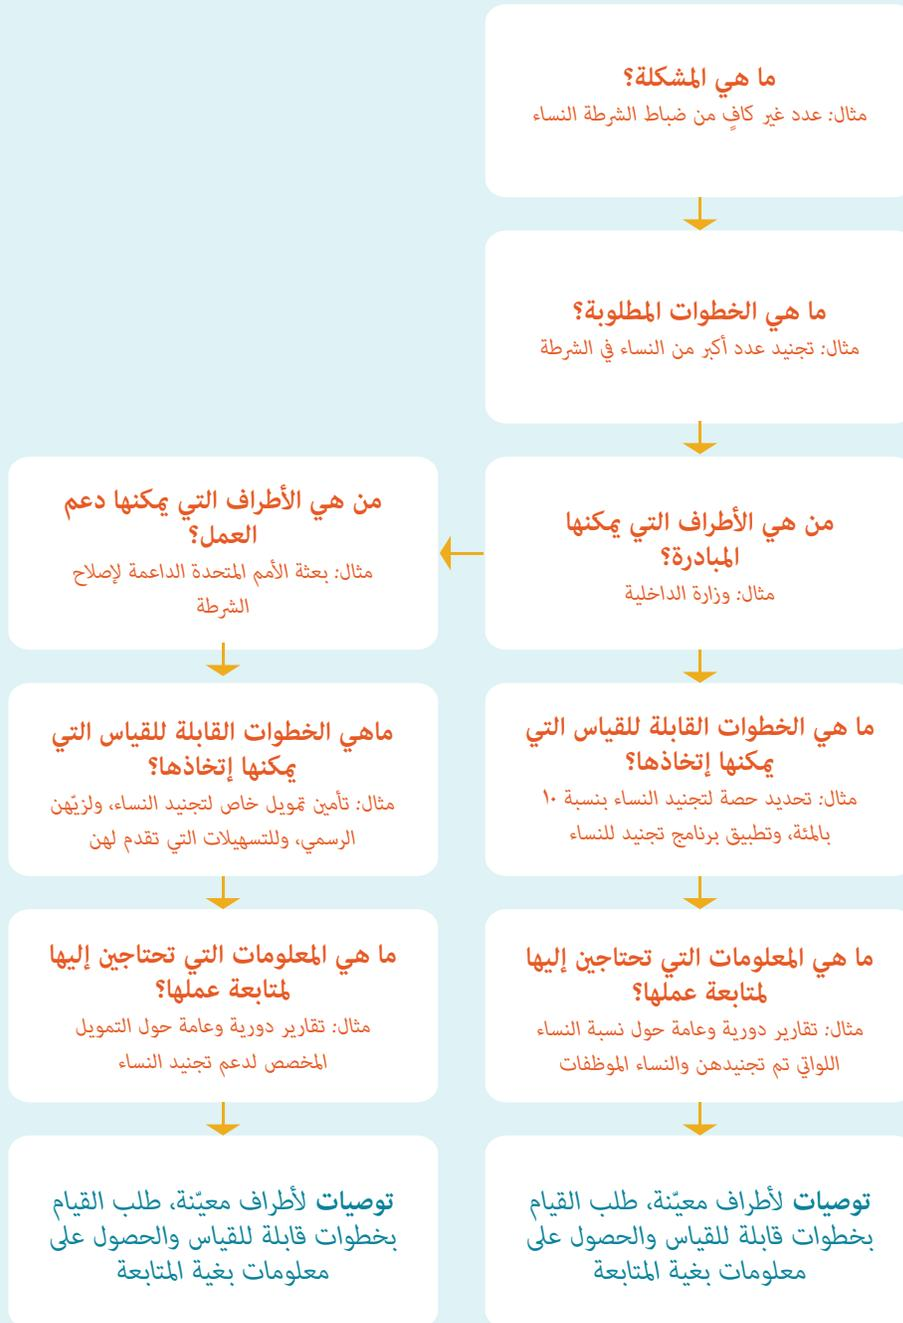 ما هي المشكلة؟
مثال: عدد غير كافٍ من ضباط الشرطة النساء
ما هي الخطوات المطلوبة؟
مثال: تجنيد عدد أكبر من النساء في الشرطة
من هي الأطراف التي يمكنها
المبادرة؟
مثال: وزارة الداخلية
ما هي الخطوات القابلة للقياس التي
يمكنها إتخاذها؟
مثال: تحديد حصة لتجنيد النساء بنسبة ١٠
بالمئة، وتطبيق برنامج تجنيد للنساء
ما هي المعلومات التي تحتاجين إليها
لمتابعة عملها؟
مثال: تقارير دورية وعامة حول نسبة النساء
اللواتي تم تجنيدهن والنساء الموظفات
توصيات لأطراف معيّنة، طلب القيام
بخطوات قابلة للقياس والحصول على
معلومات بغية المتابعة
من هي الأطراف التي يمكنها دعم
العمل؟
مثال: بعثة الأمم المتحدة الداعمة لإصلاح
الشرطة
ماهي الخطوات القابلة للقياس التي
يمكنها إتخاذها؟
مثال: تأمين تمويل خاص لتجنيد النساء، ولزيّهن
الرسمي، وللتسهيلات التي تقدم لهن
ما هي المعلومات التي تحتاجين إليها
لمتابعة عملها؟
مثال: تقارير دورية وعامة حول التمويل
المخصص لدعم تجنيد النساء
توصيات لأطراف معيّنة، طلب القيام
بخطوات قابلة للقياس والحصول على
معلومات بغية المتابعة